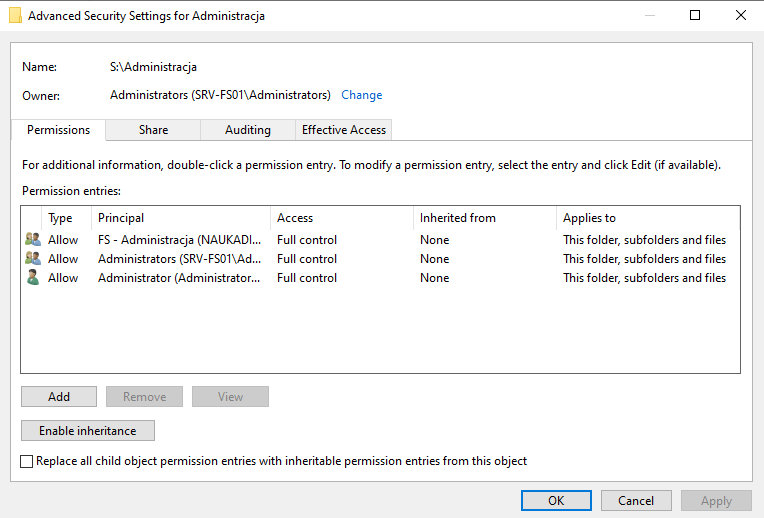 Advanced Security Settings for Administracja
Name: S:\Administracja
Owner: Administrators (SRV-FS01\Administrators) Change
Permissions Share Auditing Effective Access
For additional information, double-click a permission entry. To modify a permission entry, select the entry and click Edit (if available).
Permission entries:
Type Principal Access Inherited from Applies to
Allow FS - Administracja (NAUKADI... Full control None This folder, subfolders and files
Allow Administrators (SRV-FS01\Ad... Full control None This folder, subfolders and files
Allow Administrator (Administrator... Full control None This folder, subfolders and files
Add Remove View
Enable inheritance
Replace all child object permission entries with inheritable permission entries from this object
OK Cancel Apply